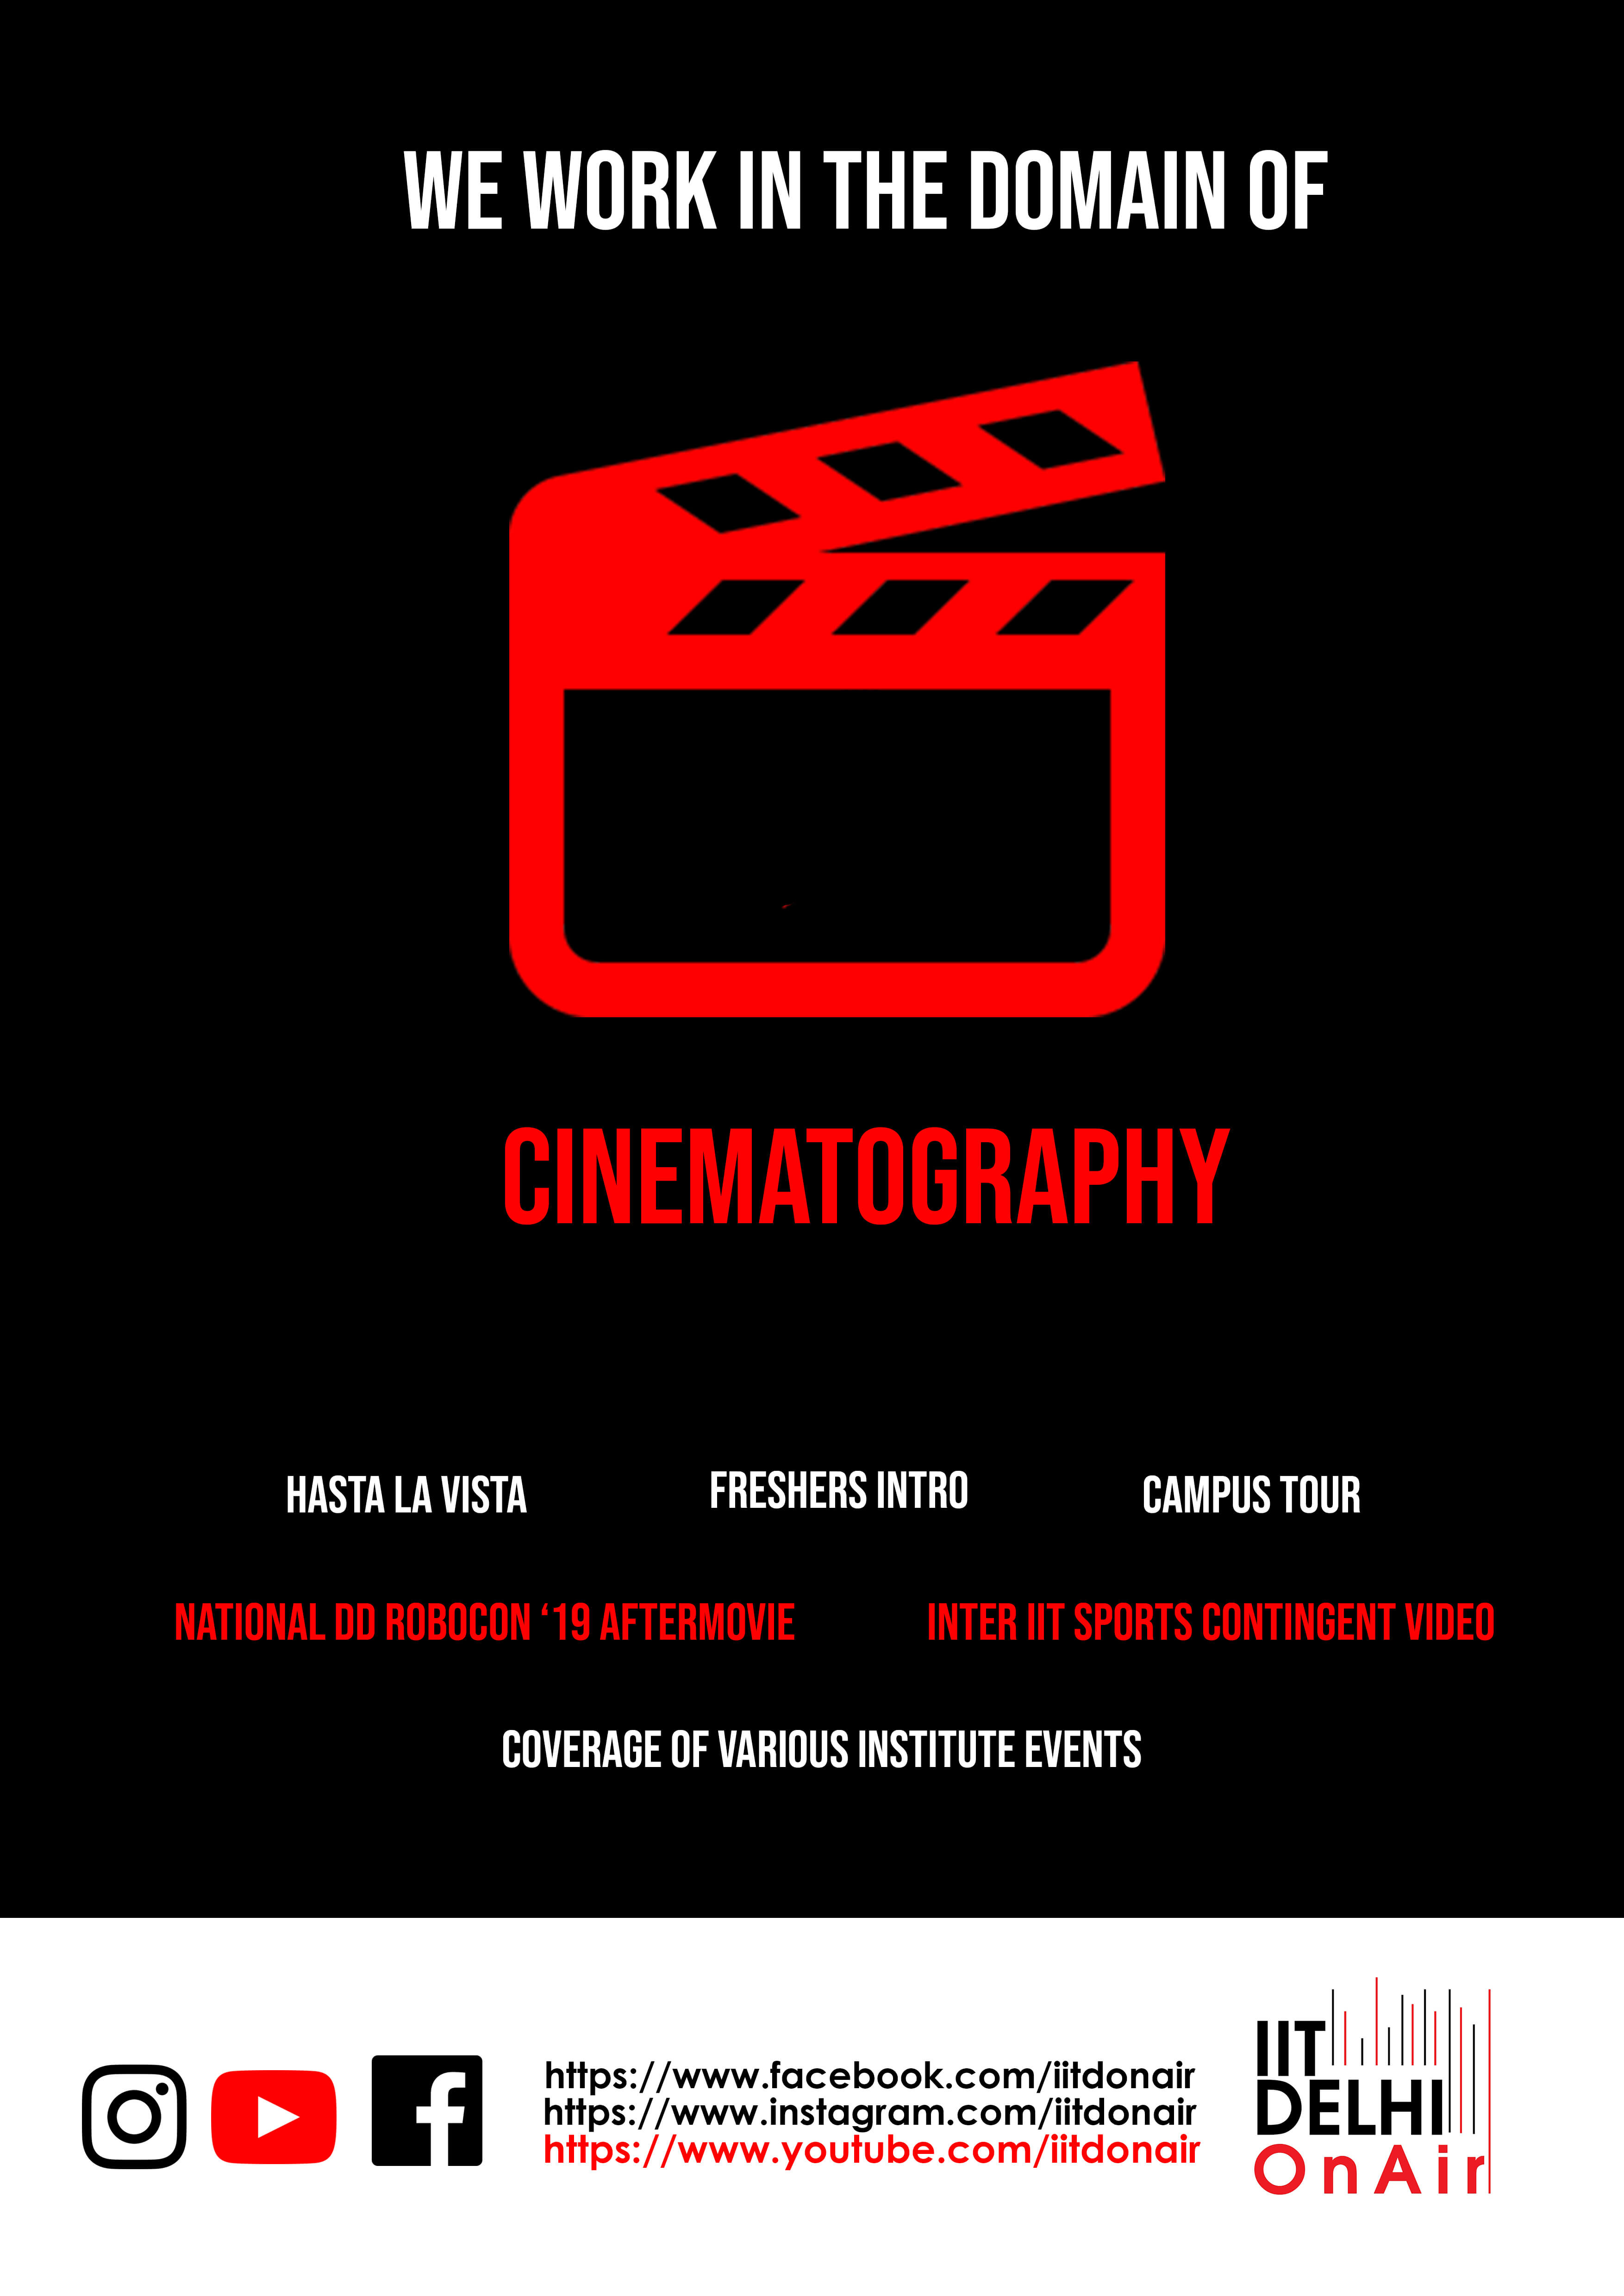 WE WORK IN THE DOMAIN OF
CINEMATOGRAPHY
HASTA LA VISTA
FRESHERS INTRO
CAMPUS TOUR
NATIONAL DD ROBOCON ‘19 AFTERMOVIE
INTER IIT SPORTS CONTINGENT VIDEO
COVERAGE OF VARIOUS INSTITUTE EVENTS
https://www.facebook.com/iitdonair
https://www.instagram.com/iitdonair
https://www.youtube.com/iitdonair
IIT
DELHI
OnAir